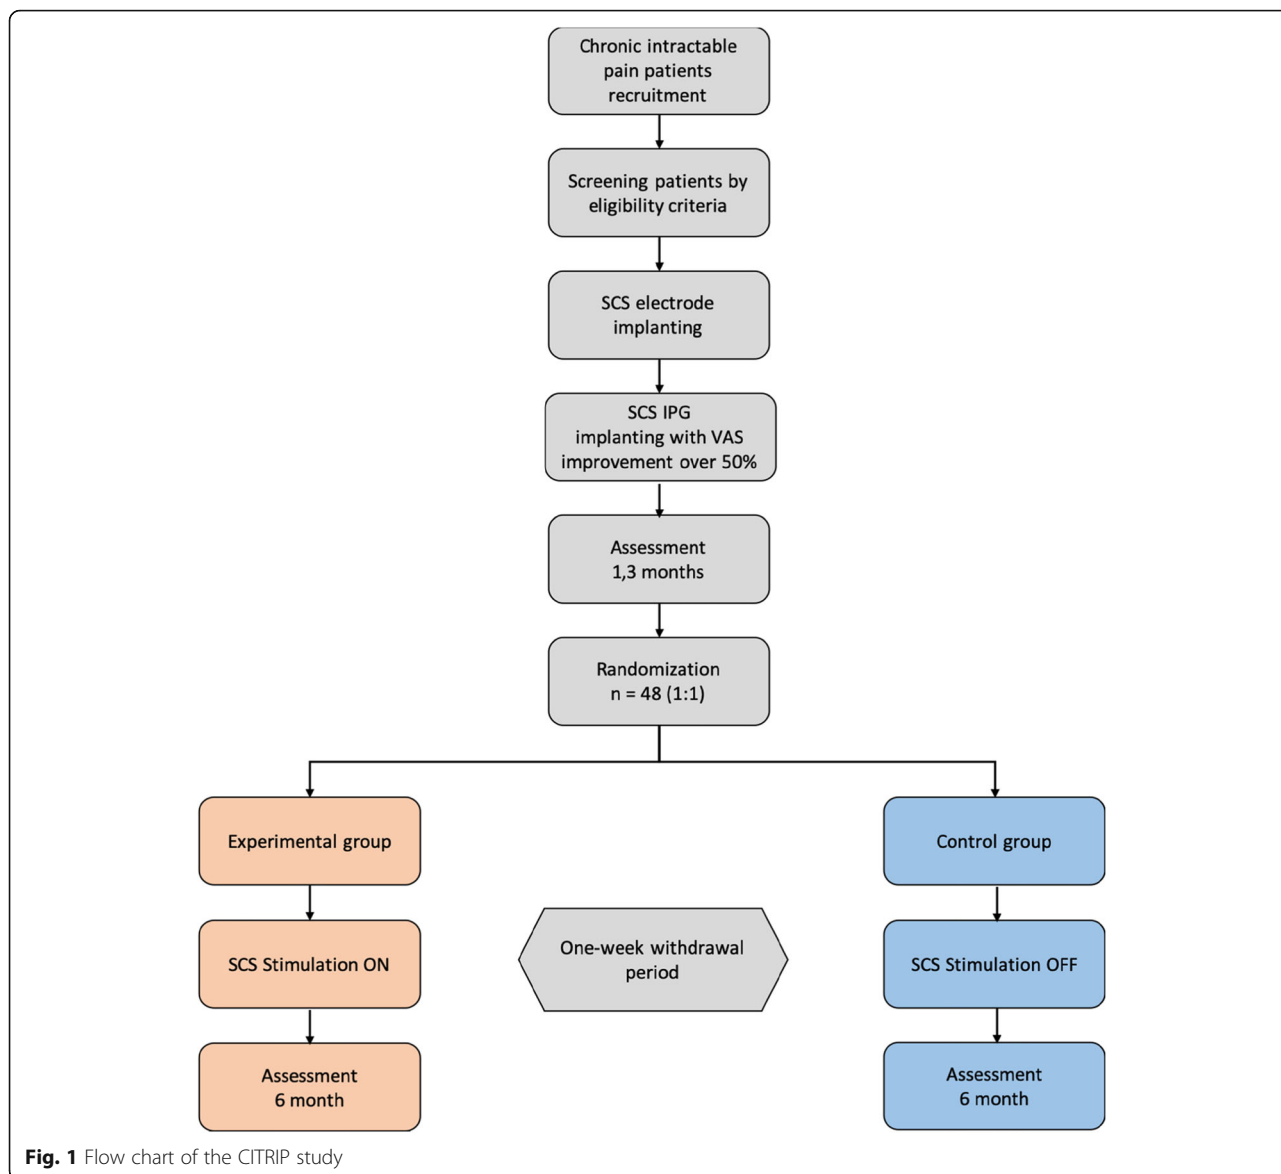 Chronic intractable
pain patients
recruitment
Screening patients by
eligibility criteria
SCS electrode
implanting
SCS IPG
implanting with VAS
improvement over 50%
Assessment
1,3 months
Randomization
n = 48 (1:1)
Experimental group
Control group
SCS Stimulation ON
One-week withdrawal
period
SCS Stimulation OFF
Assessment
6 month
Assessment
6 month
Fig. 1 Flow chart of the CITRIP study